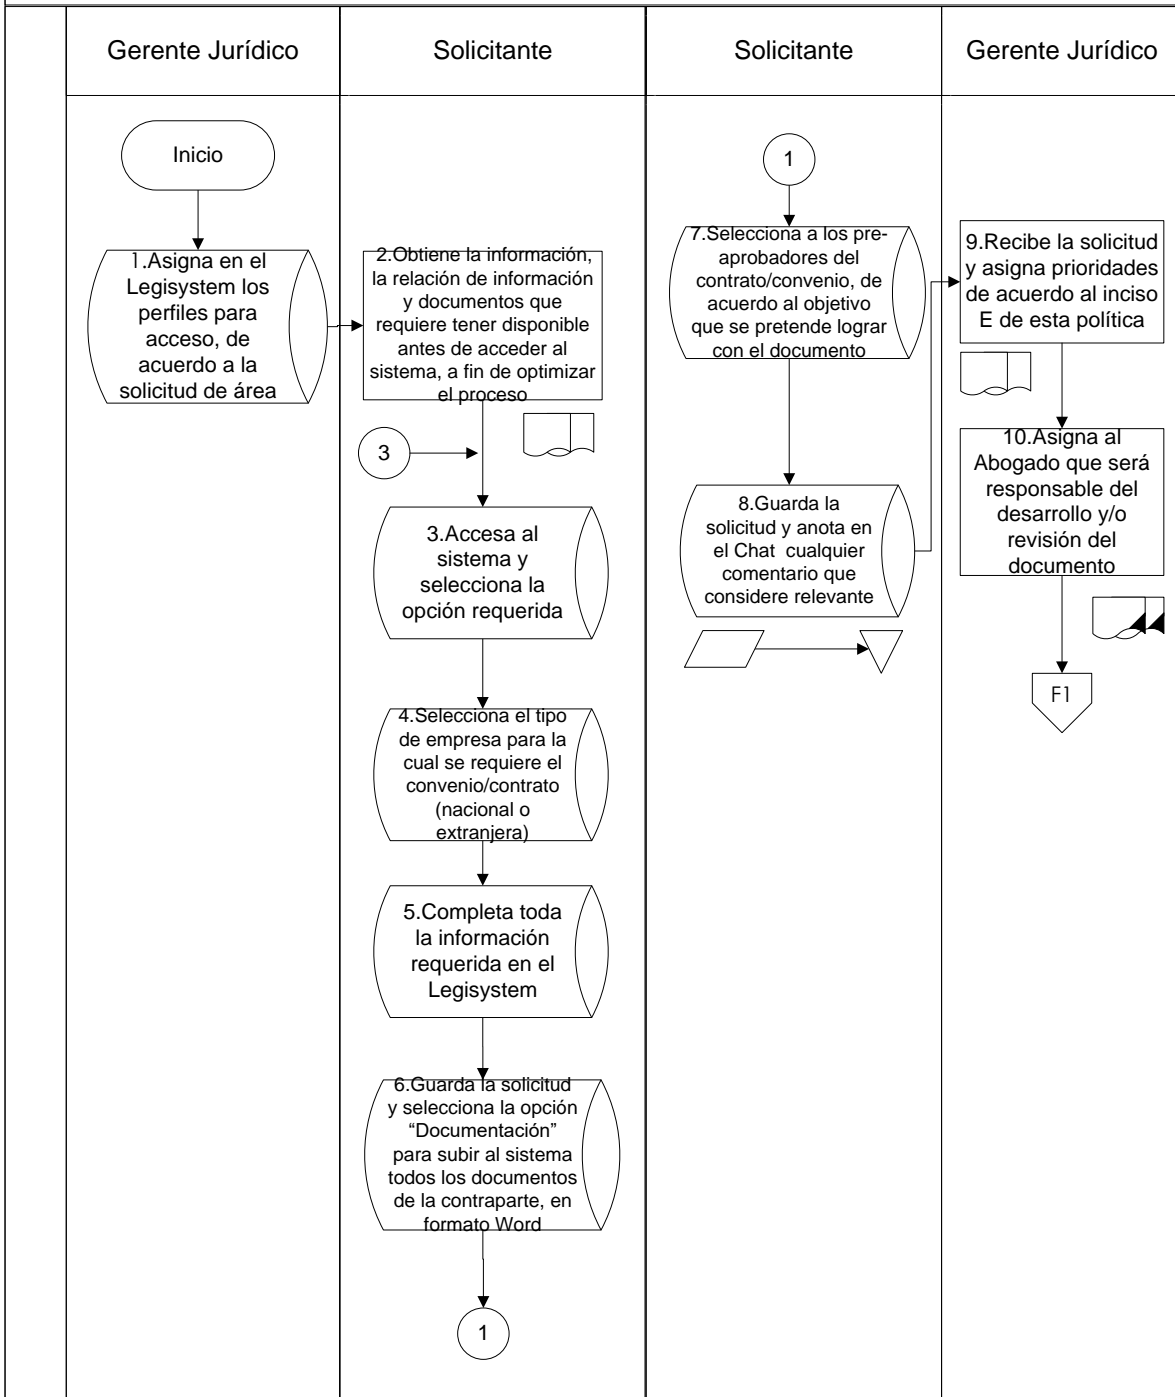 Gerente Jurídico
Solicitante
Solicitante
Gerente Jurídico
Inicio
1.Asigna en el
Legisystem los
perfiles para
acceso, de
acuerdo a la
solicitud de área
2.Obtiene la información,
la relación de información
y documentos que
requiere tener disponible
antes de acceder al
sistema, a fin de optimizar
el proceso
3
3.Accesa al
sistema y
selecciona la
opción requerida
4.Selecciona el tipo
de empresa para la
cual se requiere el
convenio/contrato
(nacional o
extranjera)
5.Completa toda
la información
requerida en el
Legisystem
6.Guarda la solicitud
y selecciona la opción
“Documentación”
para subir al sistema
todos los documentos
de la contraparte, en
formato Word
1
1
7.Selecciona a los pre-
aprobadores del
contrato/convenio, de
acuerdo al objetivo
que se pretende lograr
con el documento
8.Guarda la
solicitud y anota en
el Chat cualquier
comentario que
considere relevante
9.Recibe la solicitud
y asigna prioridades
de acuerdo al inciso
E de esta política
10.Asigna al
Abogado que será
responsable del
desarrollo y/o
revisión del
documento
F1